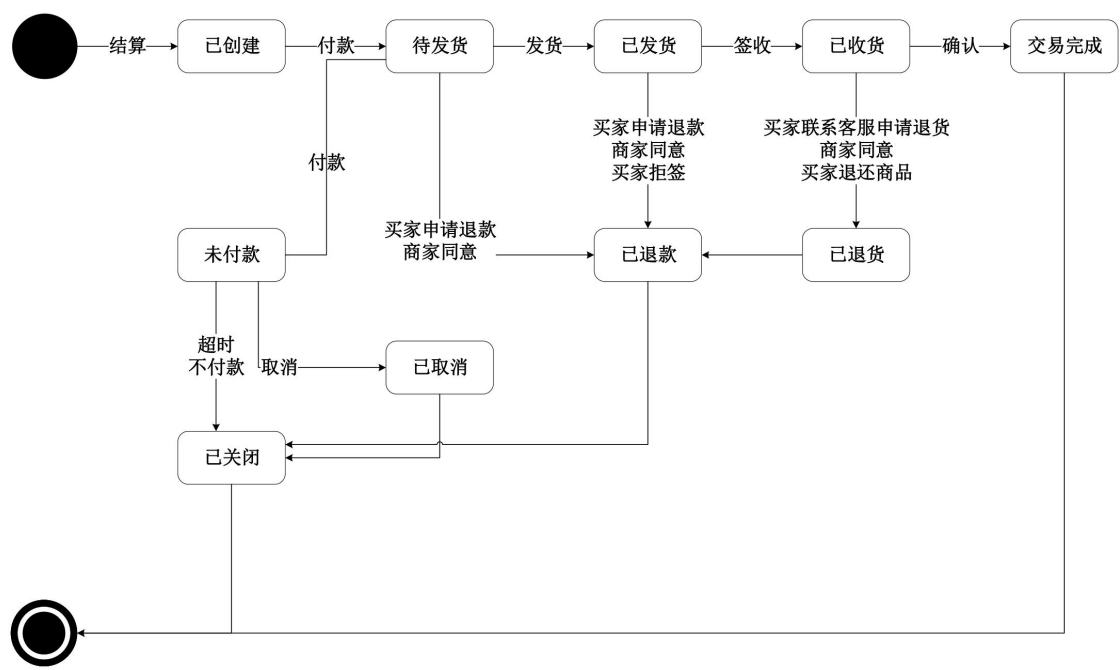 结算
已创建
付款
待发货
发货
已发货
签收
已收货
确认
交易完成
买家申请退款
商家同意
买家拒签
买家联系客服申请退货
商家同意
买家退还商品
付款
未付款
买家申请退款
商家同意
已退款
已退货
超时
不付款
取消
已取消
已关闭